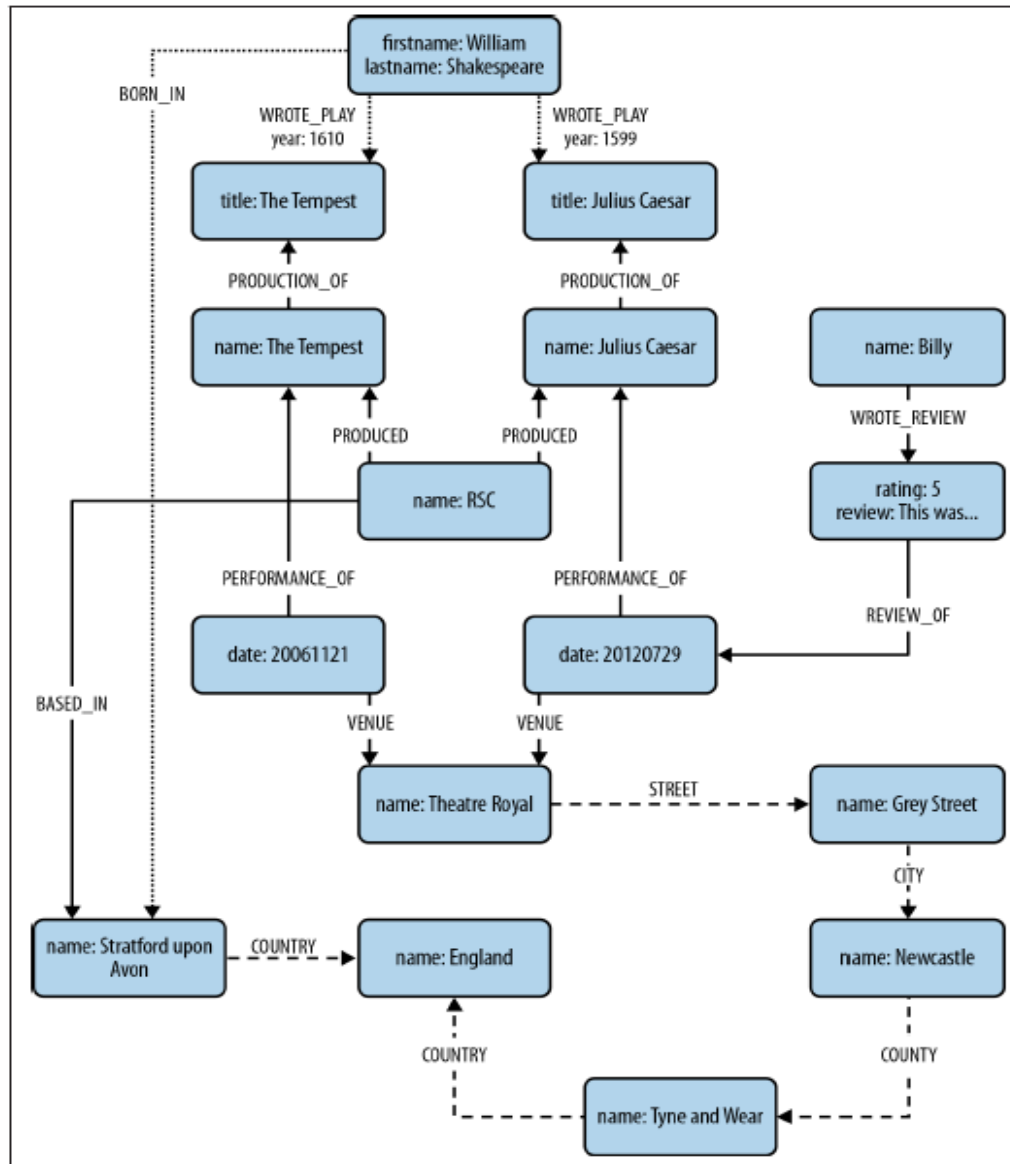 firstname: William
lastname: Shakespeare
BORN_IN
WROTE_PLAY
year: 1610
WROTE_PLAY
year: 1599
title: The Tempest
title: Julius Caesar
PRODUCTION_OF
PRODUCTION_OF
name: The Tempest
name: Julius Caesar
name: Billy
WROTE_REVIEW
PRODUCED
PRODUCED
name: RSC
rating: 5
review: This was...
PERFORMANCE_OF
PERFORMANCE_OF
REVIEW_OF
date: 20061121
date: 20120729
BASED_IN
VENUE
VENUE
name: Theatre Royal
STREET
name: Grey Street
CITY
name: Stratford upon
Avon
COUNTRY
name: England
name: Newcastle
COUNTRY
COUNTY
name: Tyne and Wear